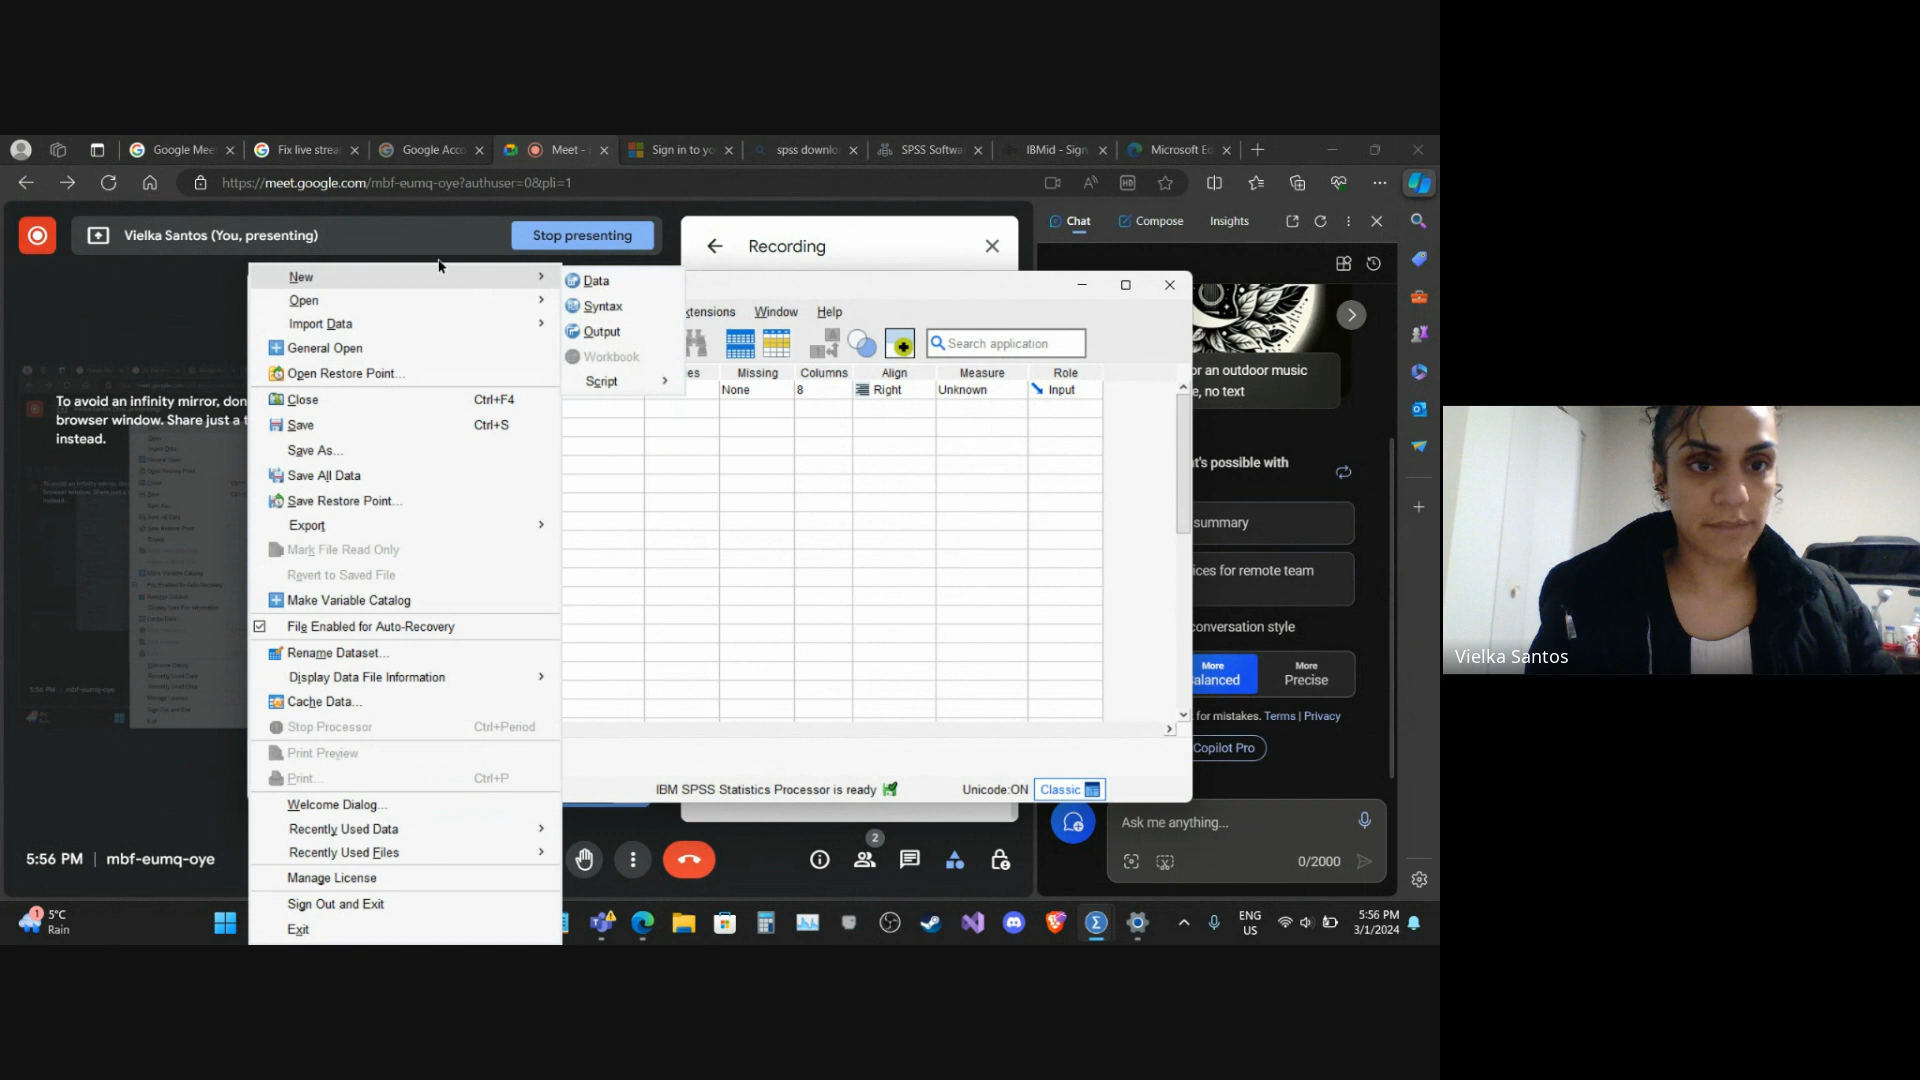 Google Mee
Fix live strea
Google Acco
Meet -
Sign in to yo
spss downlo
SPSS Softwa
IBMid - Sign
Microsoft Ed
https://meet.google.com/mbf-eumq-oye?authuser=0&pli=1
Vielka Santos (You, presenting)
Stop presenting
Recording
Chat
Compose
Insights
New
Open
Import Data
General Open
Open Restore Point...
Close Ctrl+F4
Save Ctrl+S
Save As...
Save All Data
Save Restore Point...
Export
Mark File Read Only
Revert to Saved File
Make Variable Catalog
File Enabled for Auto-Recovery
Rename Dataset...
Display Data File Information
Cache Data...
Stop Processor Ctrl+Period
Print Preview
Print... Ctrl+P
Welcome Dialog...
Recently Used Data
Recently Used Files
Manage License
Sign Out and Exit
Exit
Data
Syntax
Output
Workbook
Script
tensions Window Help
Search application
es Missing Columns Align Measure Role
None 8 Right Unknown Input
IBM SPSS Statistics Processor is ready
Unicode:ON
Classic
To avoid an infinity mirror, don
browser window. Share just a t
instead.
or an outdoor music
e, no text
t's possible with
summary
ices for remote team
conversation style
More
alanced
More
Precise
for mistakes. Terms | Privacy
Copilot Pro
Ask me anything...
0/2000
5:56 PM | mbf-eumq-oye
2
1
5°C
Rain
ENG
US
5:56 PM
3/1/2024
Vielka Santos